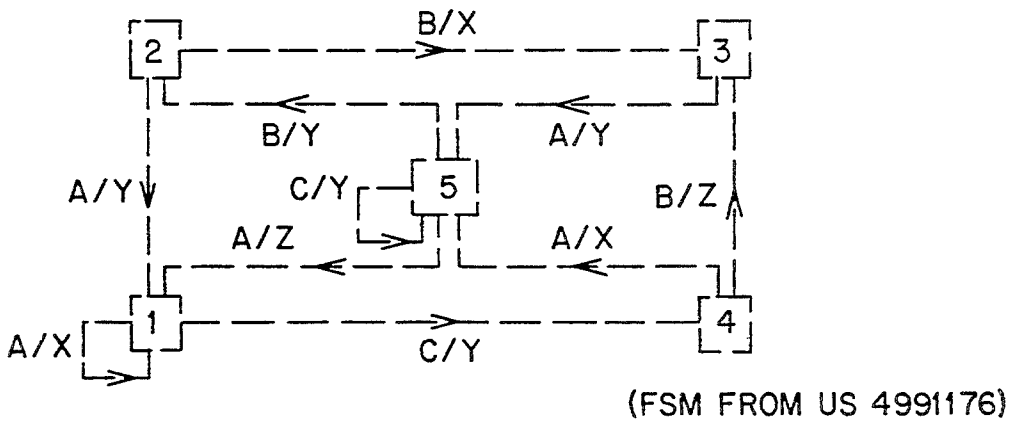 B/X
2
3
B/Y
A/Y
A/Y
C/Y
5
B/Z
A/Z
A/X
1
4
A/X
C/Y
(FSM FROM US 4991176)